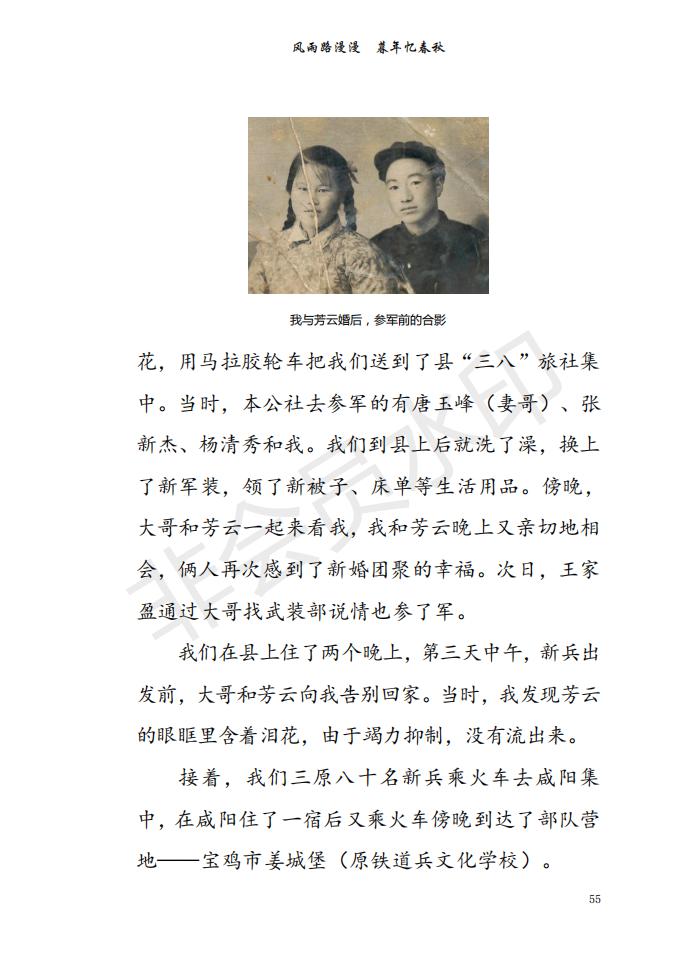 风雨路漫漫　暮年忆春秋
我与芳云婚后，参军前的合影
花，用马拉胶轮车把我们送到了县“三八”旅社集
中。当时，本公社去参军的有唐玉峰（妻哥）、张
新杰、杨清秀和我。我们到县上后就洗了澡，换上
了新军装，领了新被子、床单等生活用品。傍晚，
大哥和芳云一起来看我，我和芳云晚上又亲切地相
会，俩人再次感到了新婚团聚的幸福。次日，王家
盈通过大哥找武装部说情也参了军。
我们在县上住了两个晚上，第三天中午，新兵出
发前，大哥和芳云向我告别回家。当时，我发现芳云
的眼眶里含着泪花，由于竭力抑制，没有流出来。
接着，我们三原八十名新兵乘火车去咸阳集
中，在咸阳住了一宿后又乘火车傍晚到达了部队营
地——宝鸡市姜城堡（原铁道兵文化学校）。
55
非会员水印